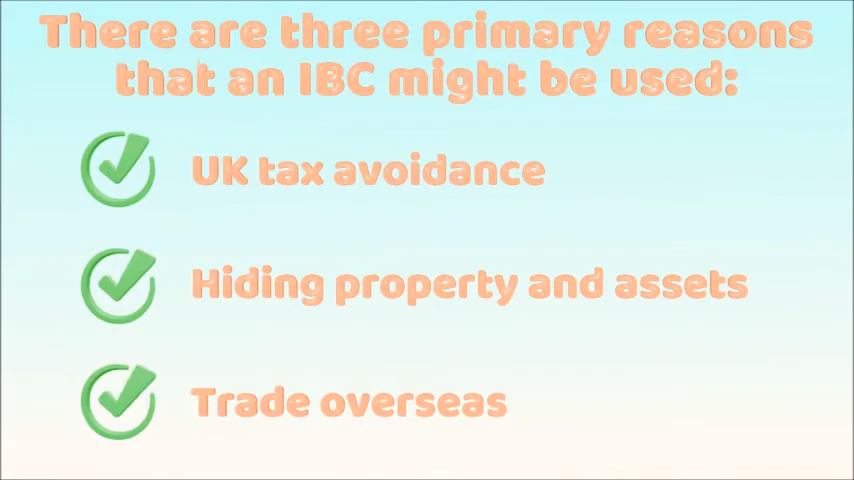 There are three primary reasons
that an IBC might be used:
UK tax avoidance
Hiding property and assets
Trade overseas